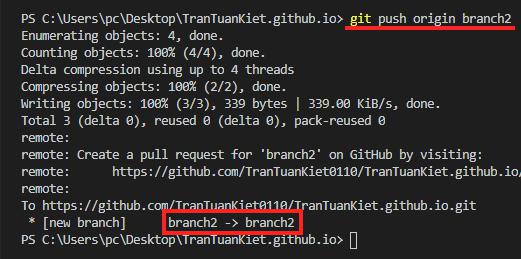 PS C:\Users\pc\Desktop\TranTuanKiet.github.io> git push origin branch2
Enumerating objects: 4, done.
Counting objects: 100% (4/4), done.
Delta compression using up to 4 threads
Compressing objects: 100% (2/2), done.
Writing objects: 100% (3/3), 339 bytes | 339.00 KiB/s, done.
Total 3 (delta 0), reused 0 (delta 0), pack-reused 0
remote:
remote: Create a pull request for 'branch2' on GitHub by visiting:
remote:      https://github.com/TranTuanKiet0110/TranTuanKiet.github.io/
remote:
To https://github.com/TranTuanKiet0110/TranTuanKiet.github.io.git
 * [new branch]      branch2 -> branch2
PS C:\Users\pc\Desktop\TranTuanKiet.github.io>